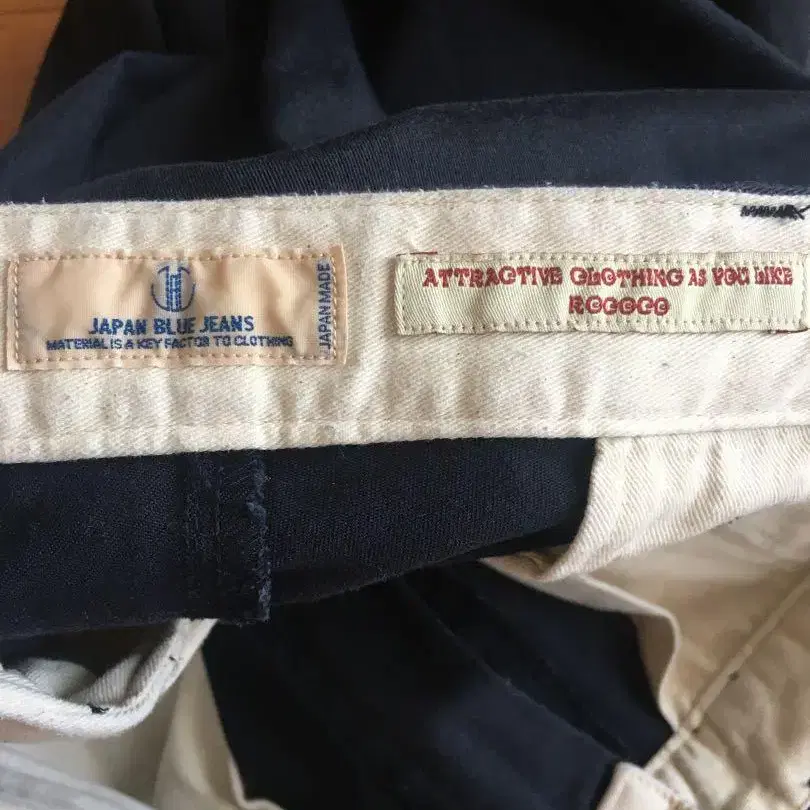 JAPAN BLUE JEANS
MATERIAL IS A KEY FACTOR TO CLOTHING
JAPAN MADE
ATTRACTIVE CLOTHING AS YOU LIKE
ROCOCO